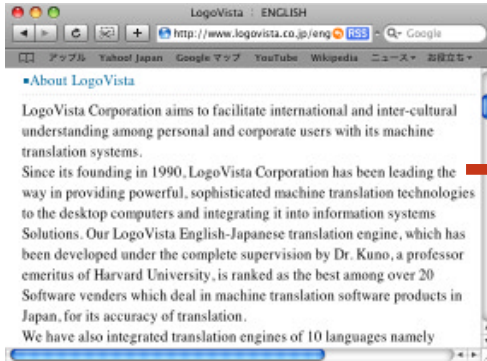 LogoVista : ENGLISH
http://www.logovista.co.jp/eng RSS Q- Google
アップル Yahoo! Japan Google マップ YouTube Wikipedia ニュース お役立ち
▪About LogoVista
LogoVista Corporation aims to facilitate international and inter-cultural
understanding among personal and corporate users with its machine
translation systems.
Since its founding in 1990, LogoVista Corporation has been leading the
way in providing powerful, sophisticated machine translation technologies
to the desktop computers and integrating it into information systems
Solutions. Our LogoVista English-Japanese translation engine, which has
been developed under the complete supervision by Dr. Kuno, a professor
emeritus of Harvard University, is ranked as the best among over 20
Software venders which deal in machine translation software products in
Japan, for its accuracy of translation.
We have also integrated translation engines of 10 languages namely